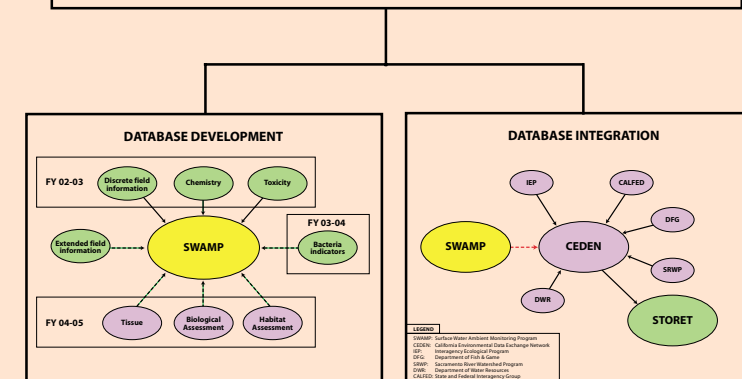 DATABASE DEVELOPMENT
FY 02-03
Discrete field
information
Chemistry
Toxicity
Extended field
information
SWAMP
FY 03-04
Bacteria
indicators
FY 04-05
Tissue
Biological
Assessment
Habitat
Assessment
DATABASE INTEGRATION
IEP
CALFED
DFG
SWAMP
CEDEN
SRWP
DWR
STORET
LEGEND
SWAMP: Surface Water Ambient Monitoring Program
CEDEN: California Environmental Data Exchange Network
IEP: Interagency Ecological Program
DFG: Department of Fish & Game
SRWP: Sacramento River Watershed Program
DWR: Department of Water Resources
CALFED: State and Federal Interagency Group